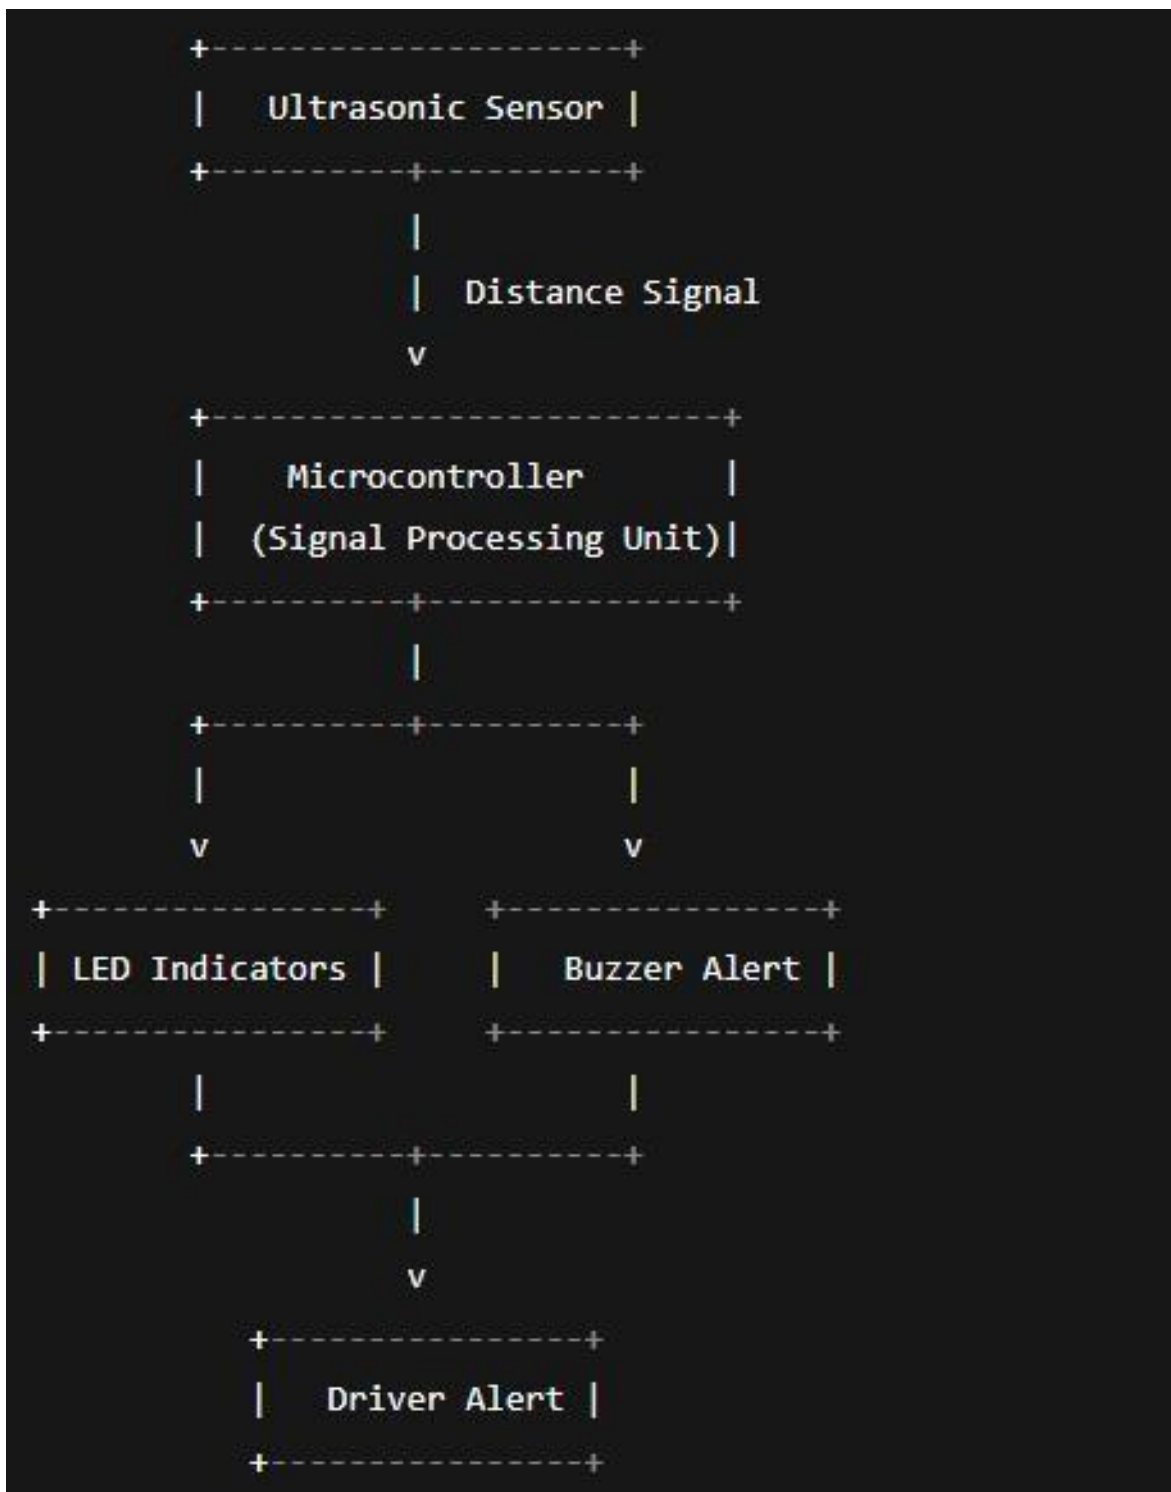 Ultrasonic Sensor
Distance Signal
v
Microcontroller
(Signal Processing Unit)
v v
LED Indicators Buzzer Alert
v
Driver Alert